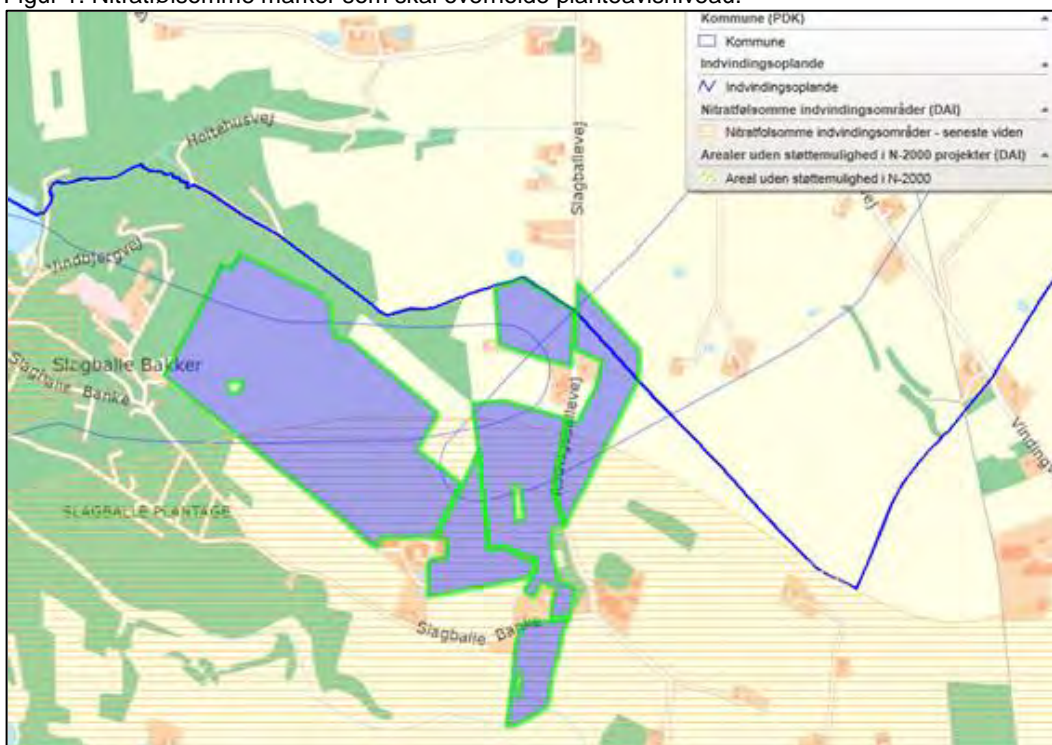 Figur 1. Nitratfølsomme marker som skal overholde planteavlsniveau.
Kommune (PDK)
Kommune
Indvindingsoplande
Indvindingsoplande
Nitratfølsomme indvindingsområder (DAI)
Nitratfølsomme indvindingsområder - seneste viden
Arealer uden støttemulighed i N-2000 projekter (DAI)
Areal uden støttemulighed i N-2000
Holtehusvej
Slagballevej
Vindbjergvej
Slagballe Bakker
Slagballe Banke
SLAGBALLE PLANTAGE
Slagballe Banke